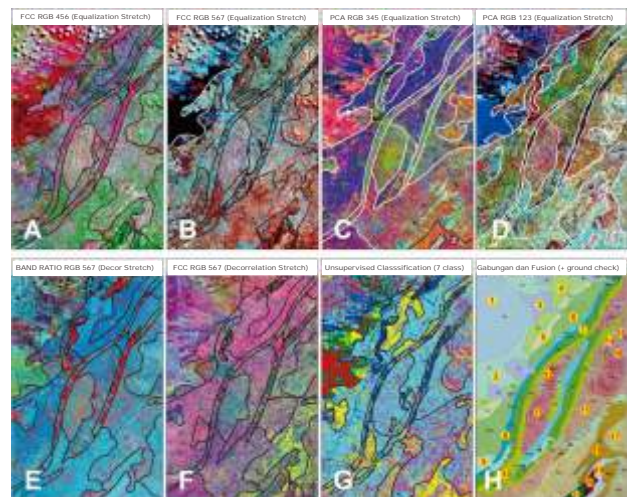 FCC RGB 456 (Equalization Stretch)
FCC RGB 567 (Equalization Stretch)
PCA RGB 345 (Equalization Stretch)
PCA RGB 123 (Equalization Stretch)
A
B
C
D
BAND RATIO RGB 567 (Decor Stretch)
FCC RGB 567 (Decorrelation Stretch)
Unsupervised Classsification (7 class)
Gabungan dan Fusion (+ ground check)
E
F
G
H